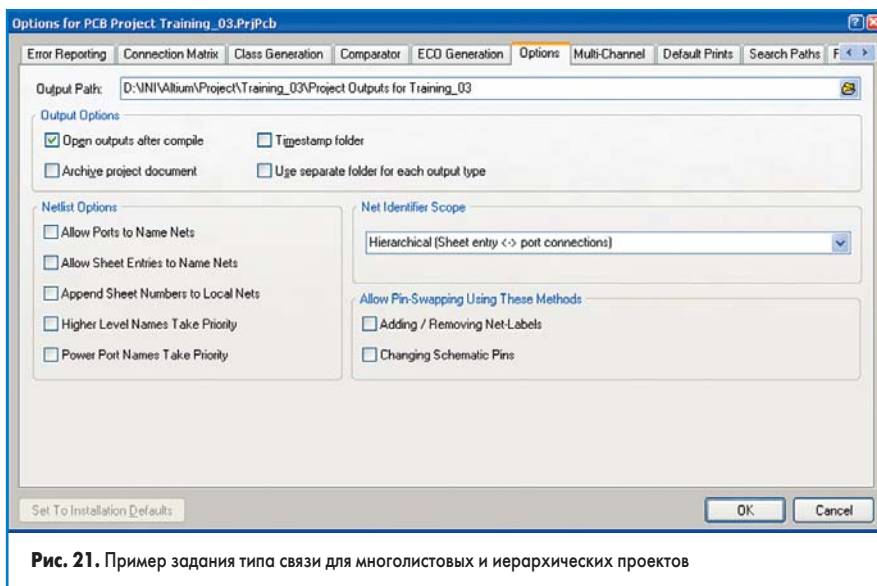 Options for PCB Project Training_03.PrjPcb
Error Reporting Connection Matrix Class Generation Comparator ECO Generation Options Multi-Channel Default Prints Search Paths F
Output Path: D:\INI\Altium\Project\Training_03\Project Outputs for Training_03
Output Options
Open outputs after compile Timestamp folder
Archive project document Use separate folder for each output type
Netlist Options Net Identifier Scope
Allow Ports to Name Nets
Hierarchical (Sheet entry <-> port connections)
Allow Sheet Entries to Name Nets
Append Sheet Numbers to Local Nets
Allow Pin-Swapping Using These Methods
Higher Level Names Take Priority Adding / Removing Net-Labels
Power Port Names Take Priority Changing Schematic Pins
Set To Installation Defaults OK Cancel
Рис. 21. Пример задания типа связи для многолистовых и иерархических проектов